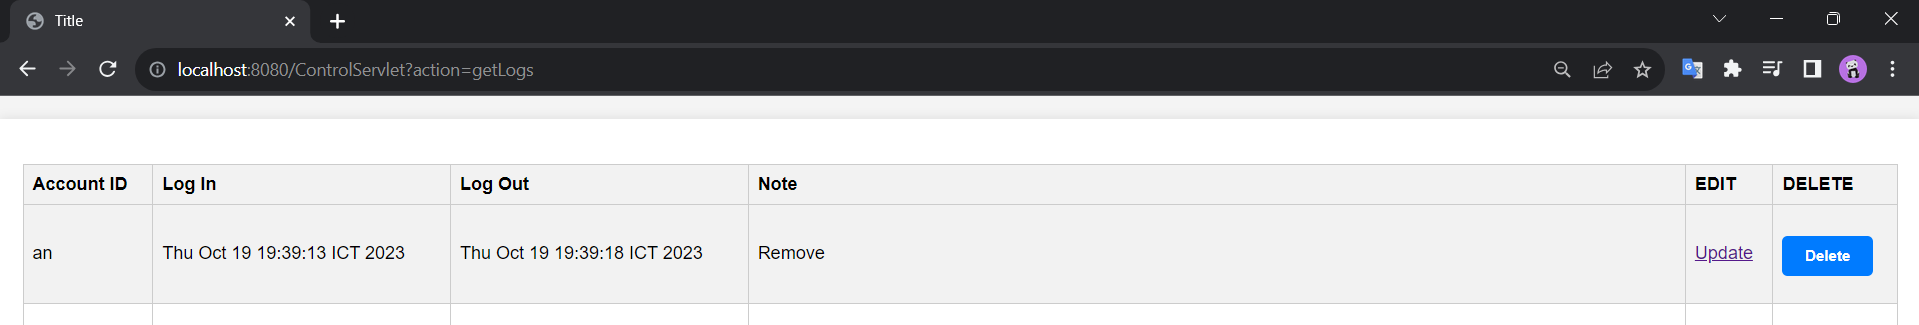 Title
localhost:8080/ControlServlet?action=getLogs
Account ID Log In Log Out Note EDIT DELETE
an Thu Oct 19 19:39:13 ICT 2023 Thu Oct 19 19:39:18 ICT 2023 Remove Update Delete